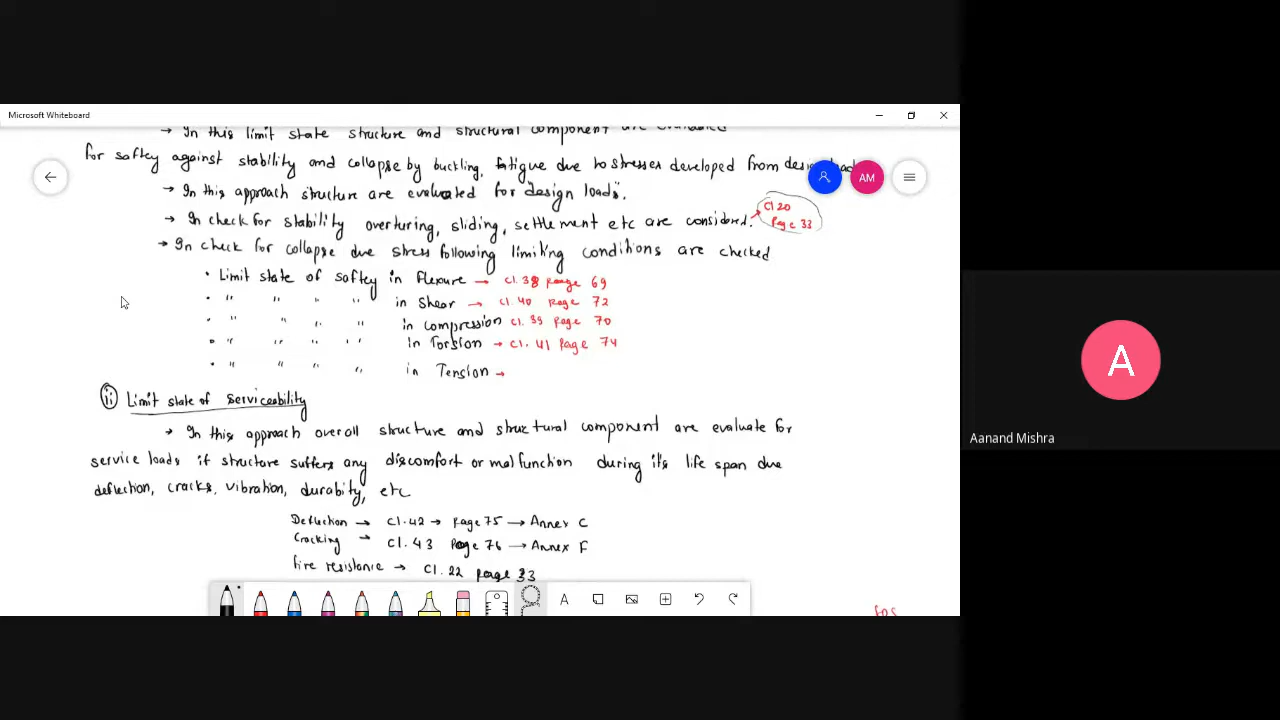 Microsoft Whiteboard
→ In this limit state structure and structural component are evaluated
for saftey against stability and collapse by buckling, fatigue due to stresses developed from design load
AM
→ In this approach structure are evaluated for "design loads".
→ In check for stability overturing, sliding, settlement etc are considered.
Cl 20
Page 33
→ In check for collapse due stress following limiting conditions are checked
• Limit state of saftey in flexure → Cl. 38 page 69
• " " " " in Shear → Cl. 40 page 72
• " " " " in compression Cl. 39 page 70
• " " " " in Torsion → Cl. 41 page 74
• " " " " in Tension →
ii Limit state of serviceability
→ In this approach overall structure and structural component are evaluate for
service loads if structure suffers any discomfort or malfunction during it's life span due
deflection, cracks, vibration, durabity, etc
Deflection → Cl. 42 → page 75 → Annex C
Cracking → Cl. 43 page 76 → Annex F
Fire resistance → Cl. 22 page 33
A
A
Aanand Mishra